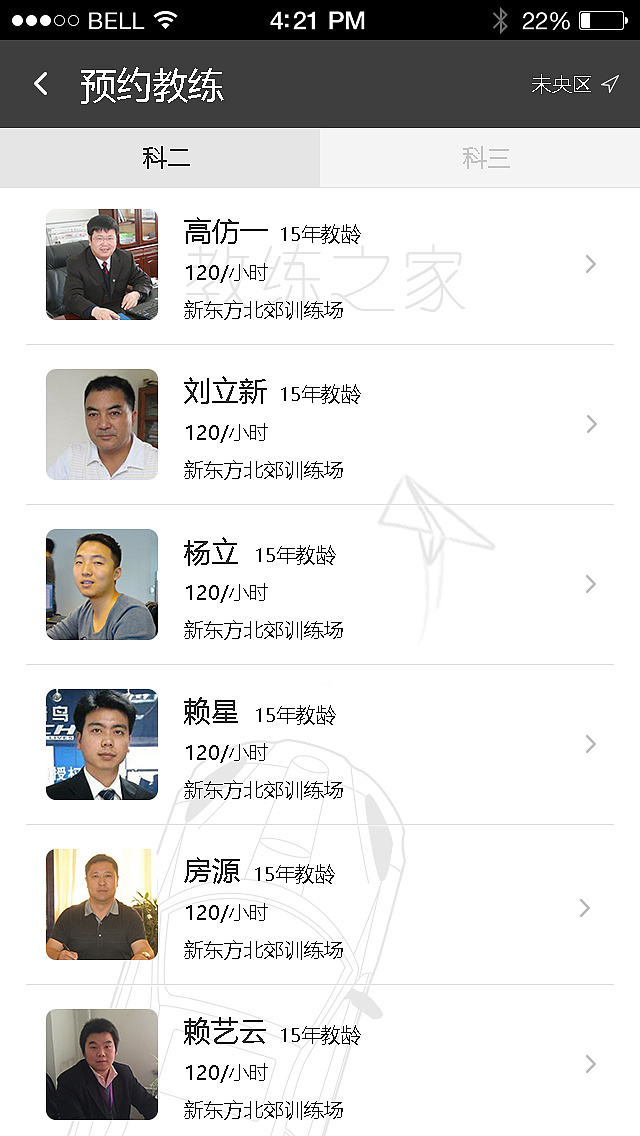 BELL 4:21 PM 22%
预约教练 未央区
科二 科三
高仿一 15年教龄
120/小时
教练之家
新东方北郊训练场
刘立新 15年教龄
120/小时
新东方北郊训练场
杨立 15年教龄
120/小时
新东方北郊训练场
赖星 15年教龄
120/小时
新东方北郊训练场
房源 15年教龄
120/小时
新东方北郊训练场
赖艺云 15年教龄
120/小时
新东方北郊训练场